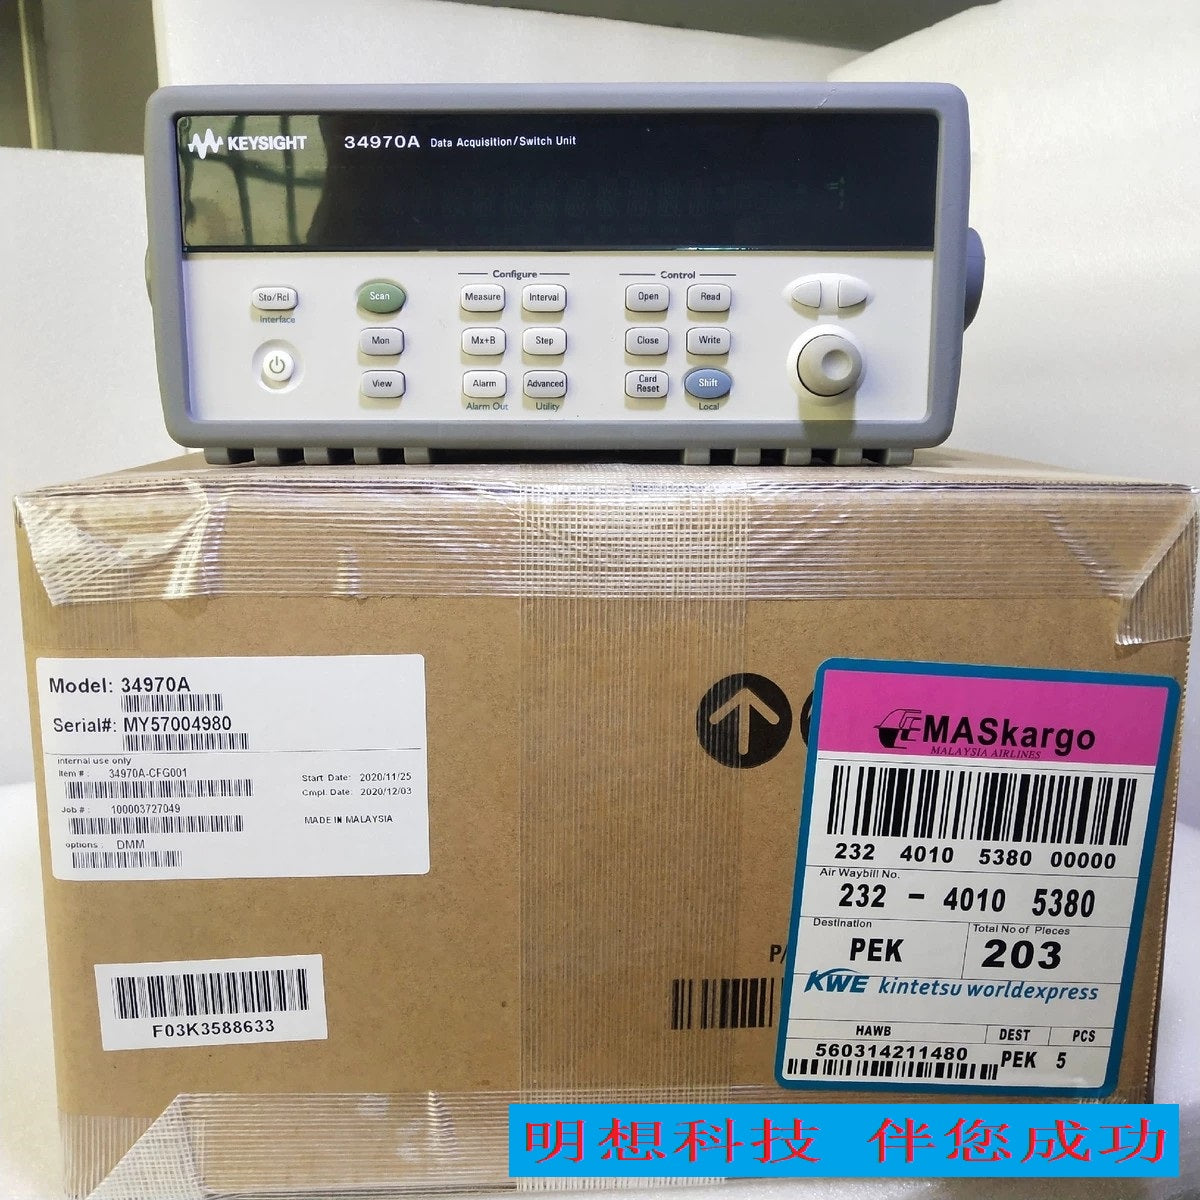 KEYSIGHT 34970A Data Acquisition/Switch Unit
Configure Control
Sto/Rcl Scan Measure Interval Open Read
Interface
Mon Mx+B Step Close Write
View Alarm Advanced Card Reset Shift
Alarm Out Utility Local
Model: 34970A
Serial#: MY57004980
internal use only
Item #: 34970A-CFG001
Start Date: 2020/11/25
Cmpl. Date: 2020/12/03
Job #: 100003727049
MADE IN MALAYSIA
options: DMM
F03K3588633
P/
MASkargo
MALAYSIA AIRLINES
232 4010 5380 00000
Air Waybill No.
232 - 4010 5380
Destination Total No of Pieces
PEK 203
KWE kintetsu worldexpress
HAWB DEST PCS
560314211480 PEK 5
明想科技 伴您成功